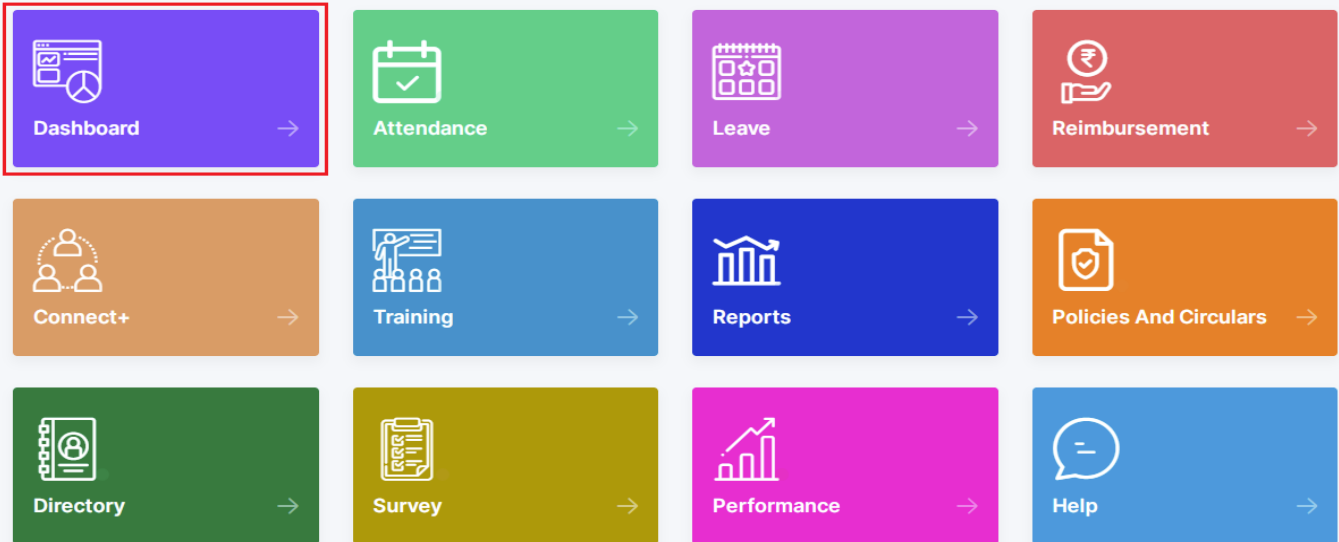 Dashboard
Attendance
Leave
Reimbursement
Connect+
Training
Reports
Policies And Circulars
Directory
Survey
Performance
Help